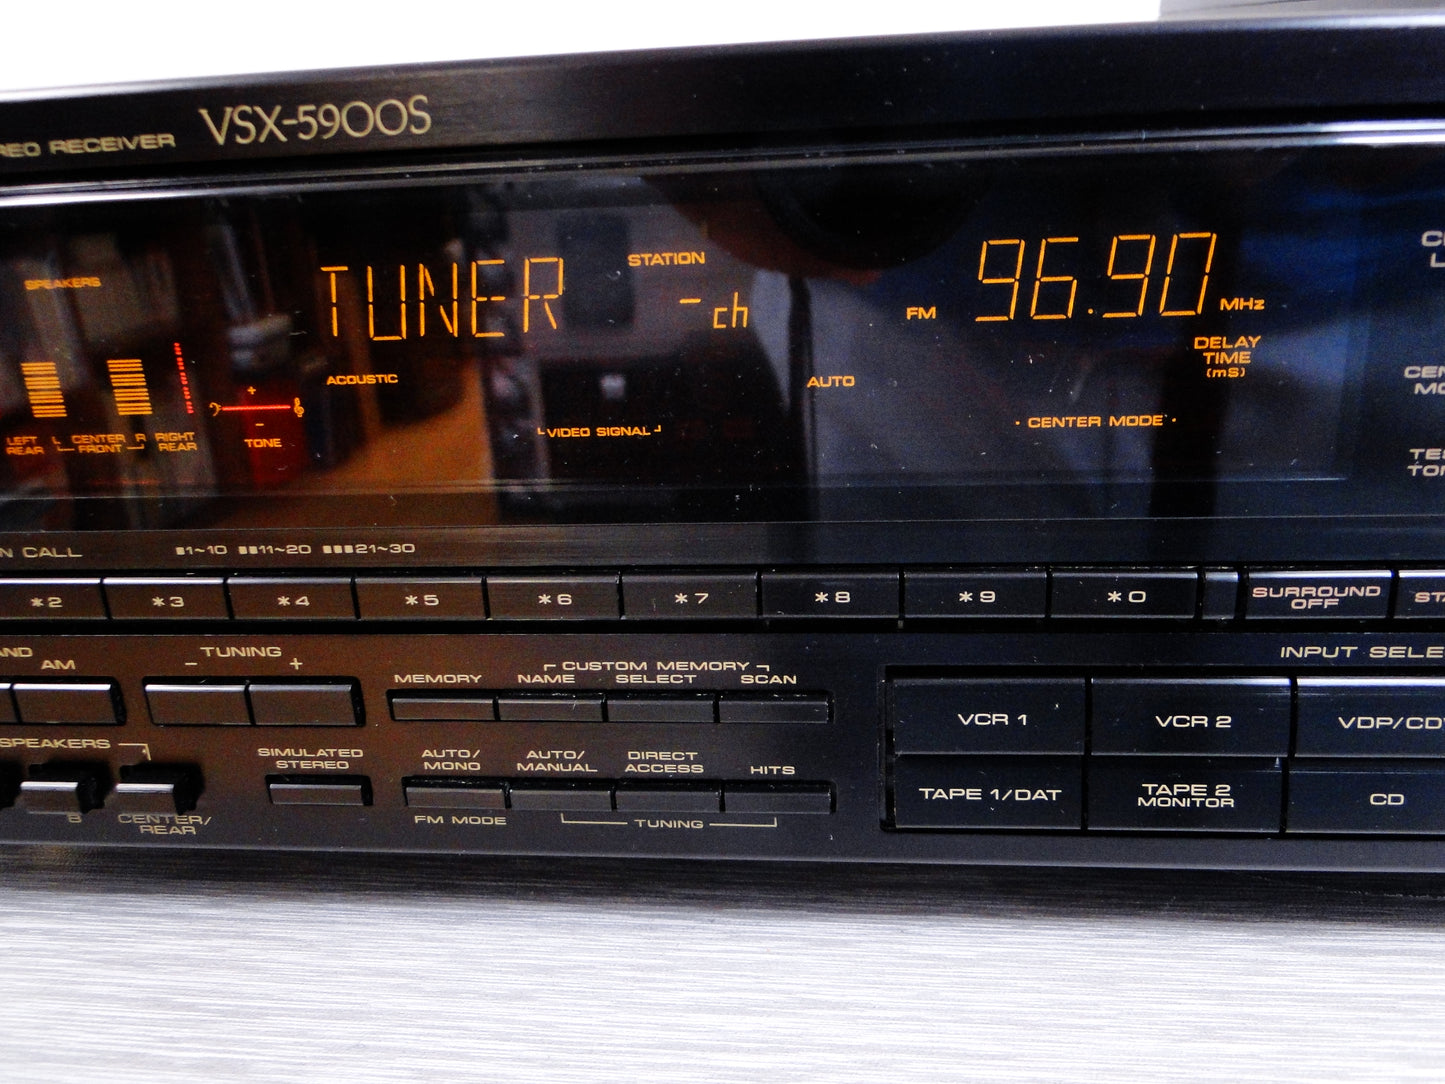 RECEIVER VSX-5900S
SPEAKERS
TUNER
STATION
-ch
FM 96.90 MHz
DELAY
TIME
(mS)
ACOUSTIC
AUTO
VIDEO SIGNAL
· CENTER MODE ·
+
−
TONE
LEFT
REAR
L CENTER R
FRONT
RIGHT
REAR
CALL
1~10 11~20 21~30
*2 *3 *4 *5 *6 *7 *8 *9 *0
SURROUND
OFF
AM
TUNING
− +
MEMORY
CUSTOM MEMORY
NAME SELECT SCAN
INPUT
VCR 1 VCR 2
SPEAKERS
B
CENTER/
REAR
SIMULATED
STEREO
AUTO/
MONO
AUTO/
MANUAL
DIRECT
ACCESS
HITS
FM MODE
TUNING
TAPE 1/DAT
TAPE 2
MONITOR
CD